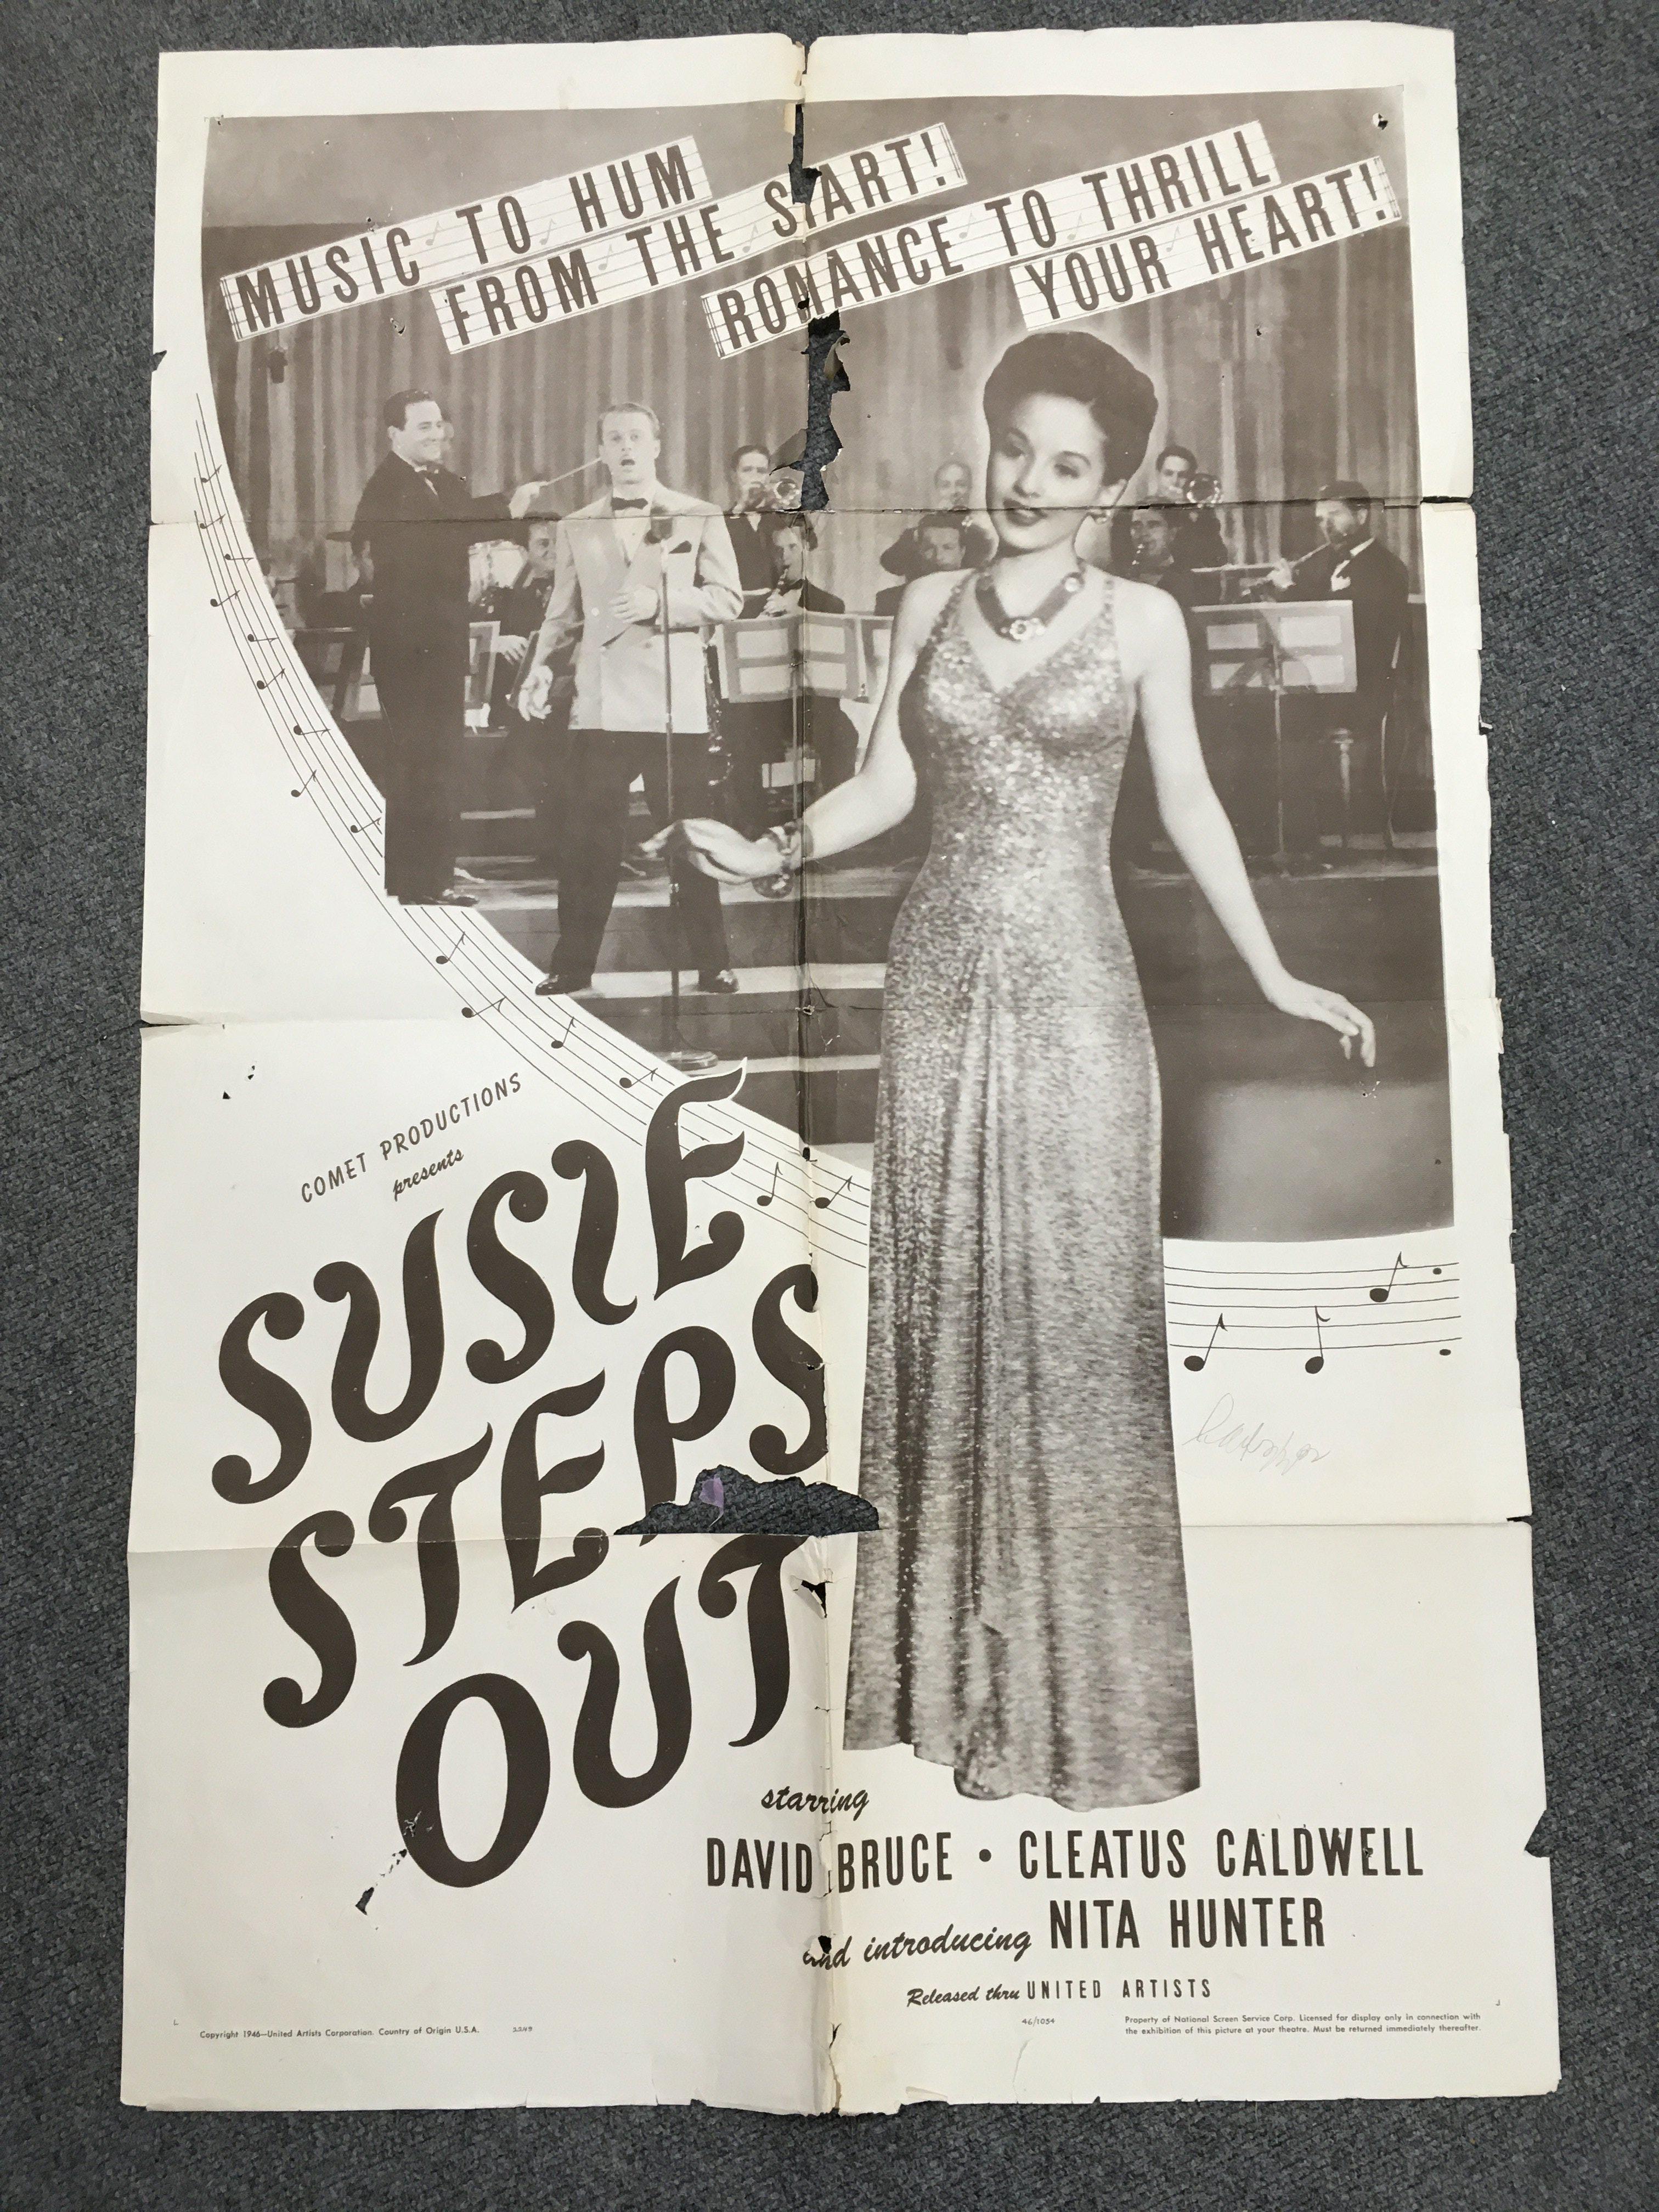 MUSIC TO HUM
FROM THE START!
ROMANCE TO THRILL
YOUR HEART!
COMET PRODUCTIONS
presents
SUSIE
STEPS
OUT
starring
DAVID BRUCE • CLEATUS CALDWELL
and introducing NITA HUNTER
Released thru UNITED ARTISTS
Copyright 1946—United Artists Corporation. Country of Origin U.S.A.
46/1054
Property of National Screen Service Corp. Licensed for display only in connection with
the exhibition of this picture at your theatre. Must be returned immediately thereafter.